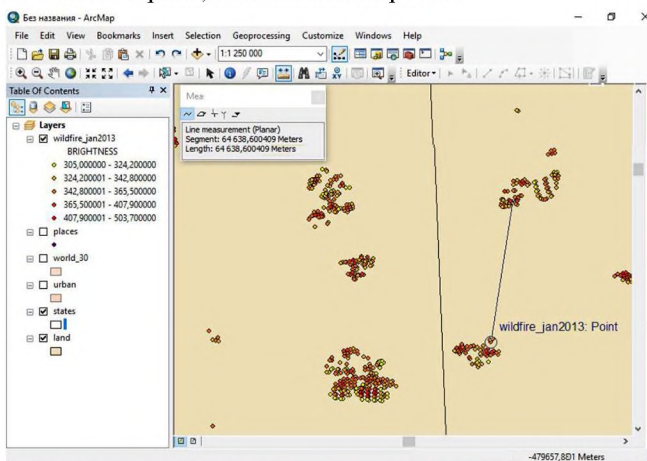 Без названия - ArcMap
File Edit View Bookmarks Insert Selection Geoprocessing Customize Windows Help
1:1 250 000
Editor
Table Of Contents
Layers
wildfire_jan2013
BRIGHTNESS
305,000000 - 324,200000
324,200001 - 342,800000
342,800001 - 365,500000
365,500001 - 407,900000
407,900001 - 503,700000
places
world_30
urban
states
land
Mea
Line measurement (Planar)
Segment: 64 638,600409 Meters
Length: 64 638,600409 Meters
wildfire_jan2013: Point